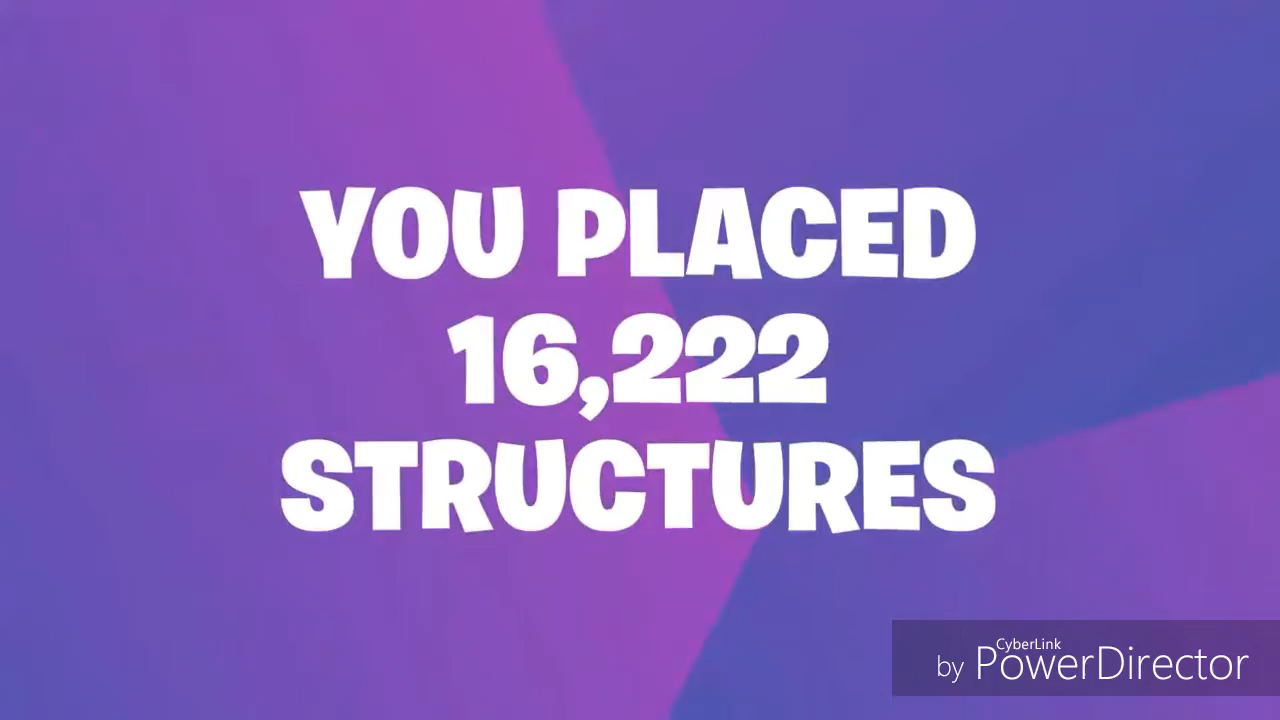 YOU PLACED
16,222
STRUCTURES
CyberLink
by PowerDirector